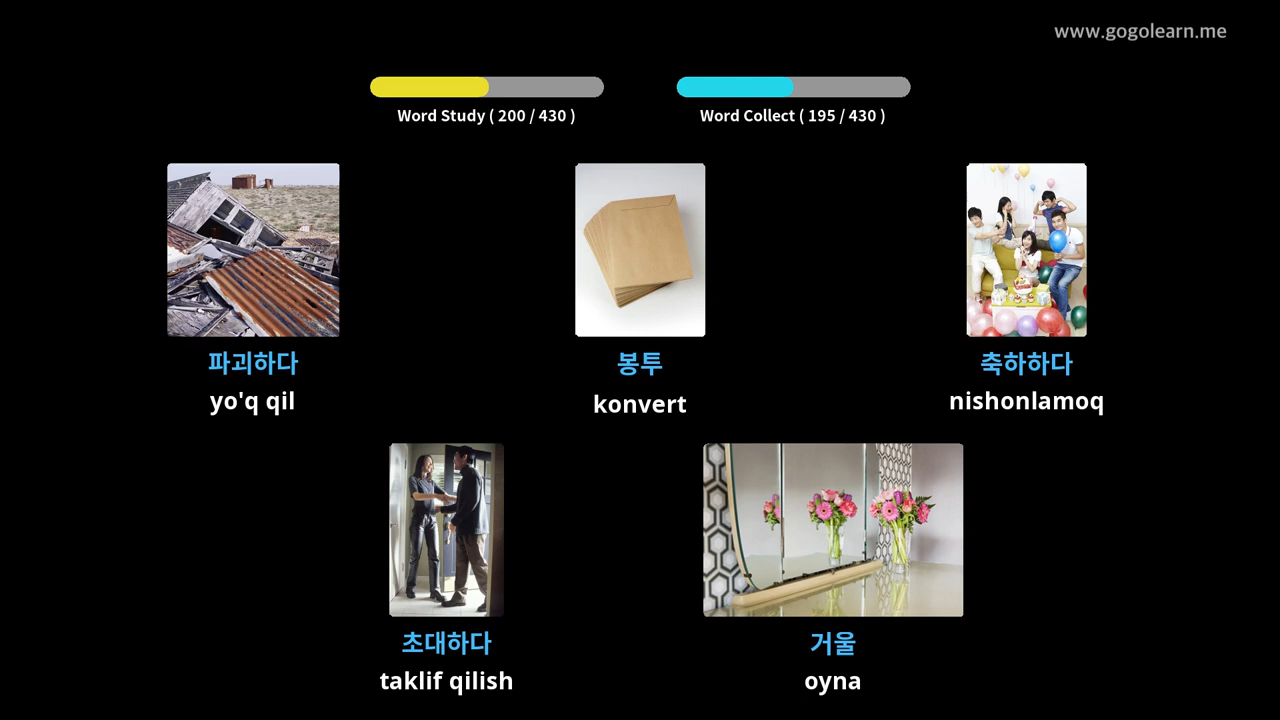 www.gogolearn.me
Word Study ( 200 / 430 )
Word Collect ( 195 / 430 )
파괴하다
yo'q qil
봉투
konvert
축하하다
nishonlamoq
초대하다
taklif qilish
거울
oyna